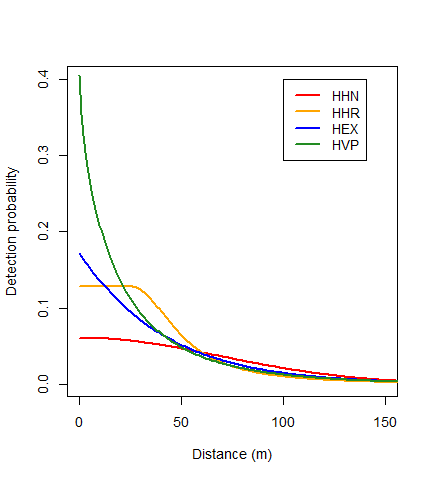 HHN
HHR
HEX
HVP
0.4
0.3
0.2
0.1
0.0
Detection probability
0 50 100 150
Distance (m)